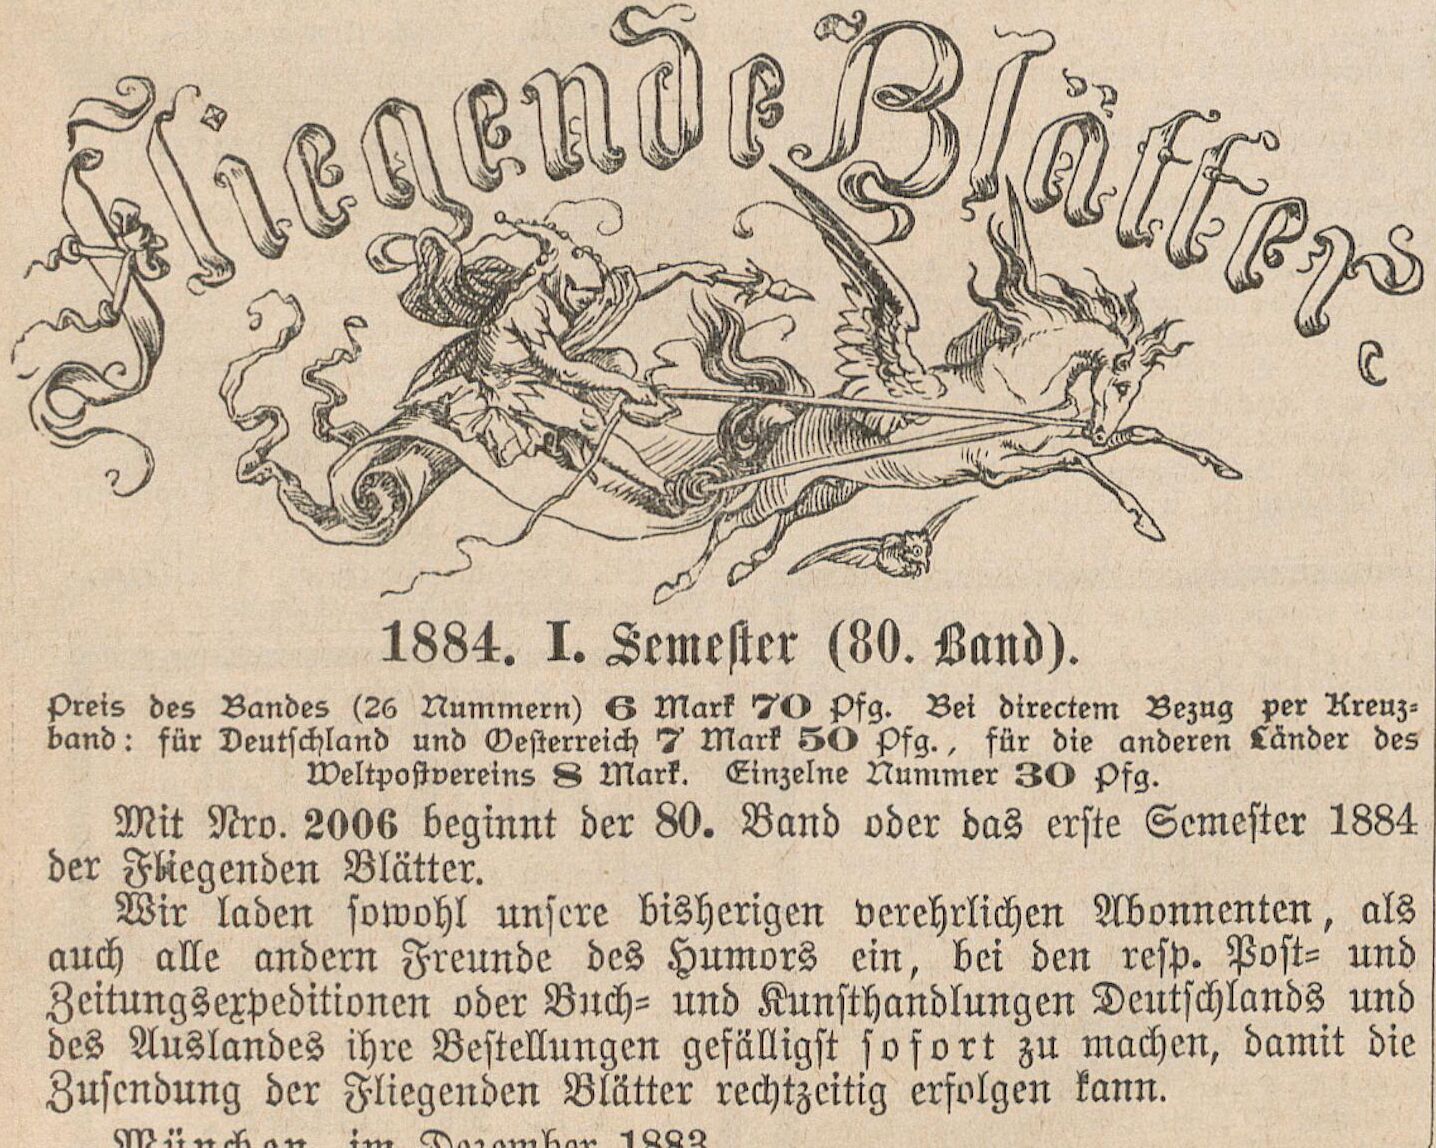 Fliegende Blätter
1884. I. Semester (80. Band).
Preis des Bandes (26 Nummern) 6 Mark 70 Pfg. Bei directem Bezug per Kreuz=
band: für Deutschland und Oesterreich 7 Mark 50 Pfg., für die anderen Länder des
Weltpostvereins 8 Mark. Einzelne Nummer 30 Pfg.
Mit Nro. 2006 beginnt der 80. Band oder das erste Semester 1884
der Fliegenden Blätter.
Wir laden sowohl unsere bisherigen verehrlichen Abonnenten, als
auch alle andern Freunde des Humors ein, bei den resp. Post= und
Zeitungsexpeditionen oder Buch= und Kunsthandlungen Deutschlands und
des Auslandes ihre Bestellungen gefälligst sofort zu machen, damit die
Zusendung der Fliegenden Blätter rechtzeitig erfolgen kann.
München, im Dezember 1883.